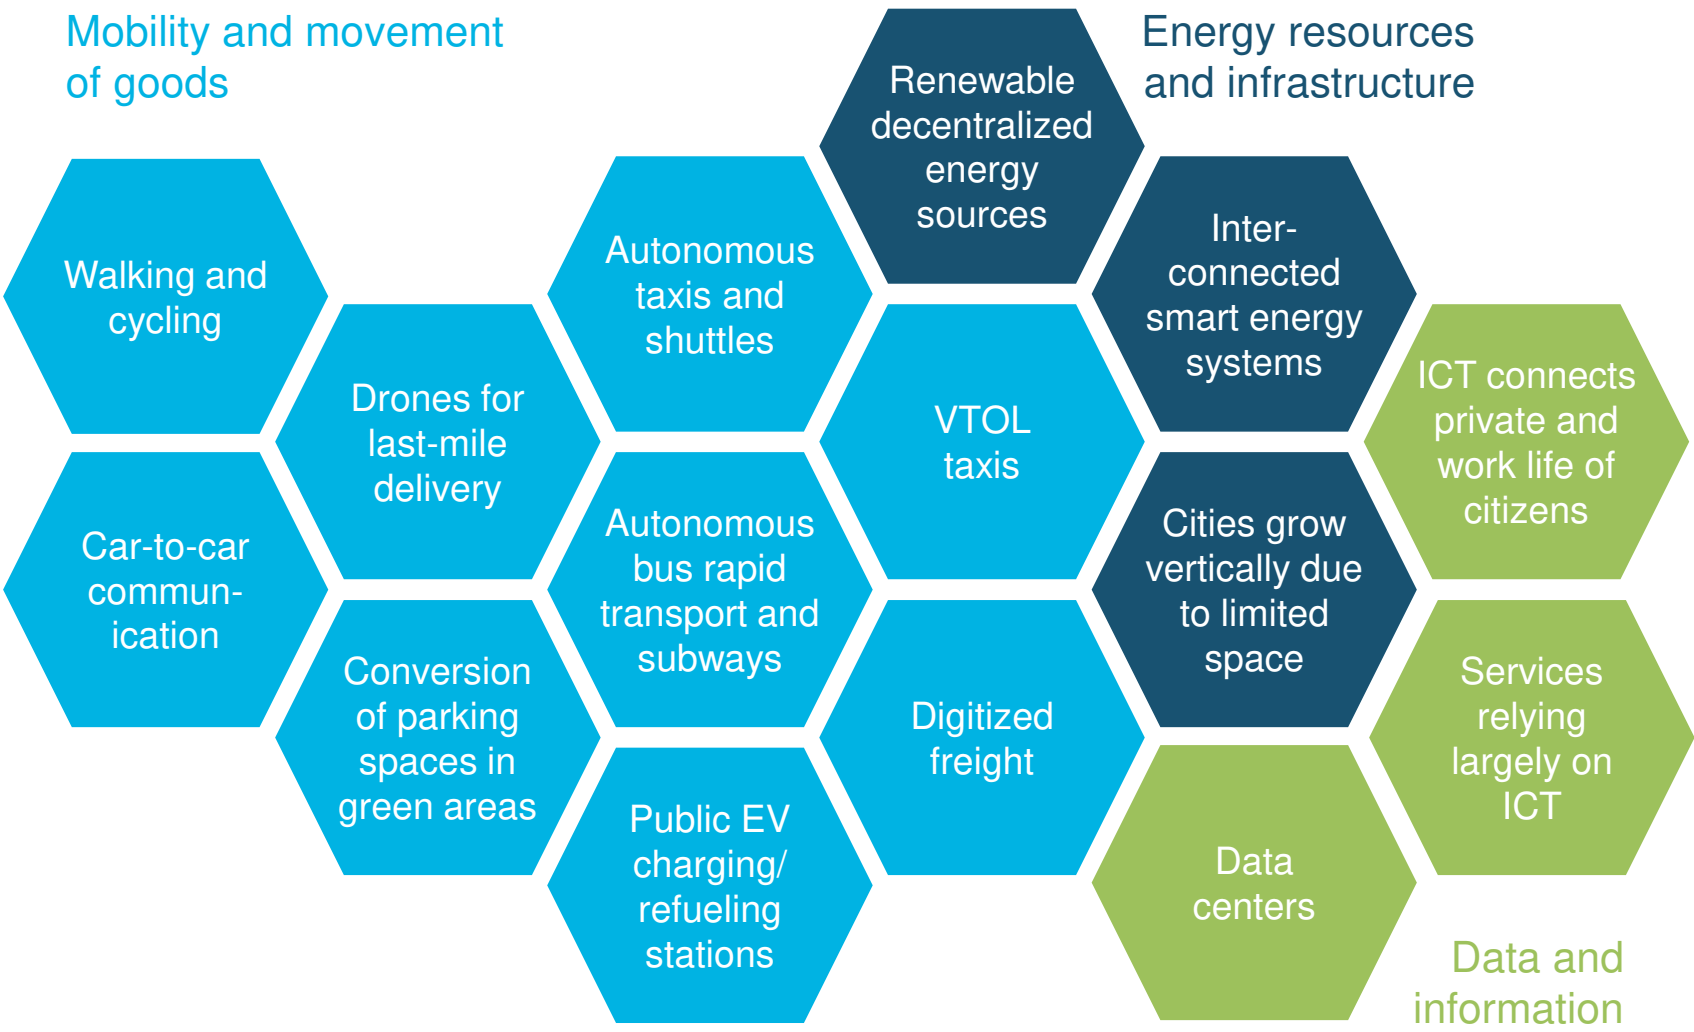 Mobility and movement
of goods
Energy resources
and infrastructure
Renewable
decentralized
energy
sources
Walking and
cycling
Autonomous
taxis and
shuttles
Inter-
connected
smart energy
systems
Drones for
last-mile
delivery
VTOL
taxis
ICT connects
private and
work life of
citizens
Car-to-car
commun-
ication
Autonomous
bus rapid
transport and
subways
Cities grow
vertically due
to limited
space
Conversion
of parking
spaces in
green areas
Digitized
freight
Services
relying
largely on
ICT
Public EV
charging/
refueling
stations
Data
centers
Data and
information